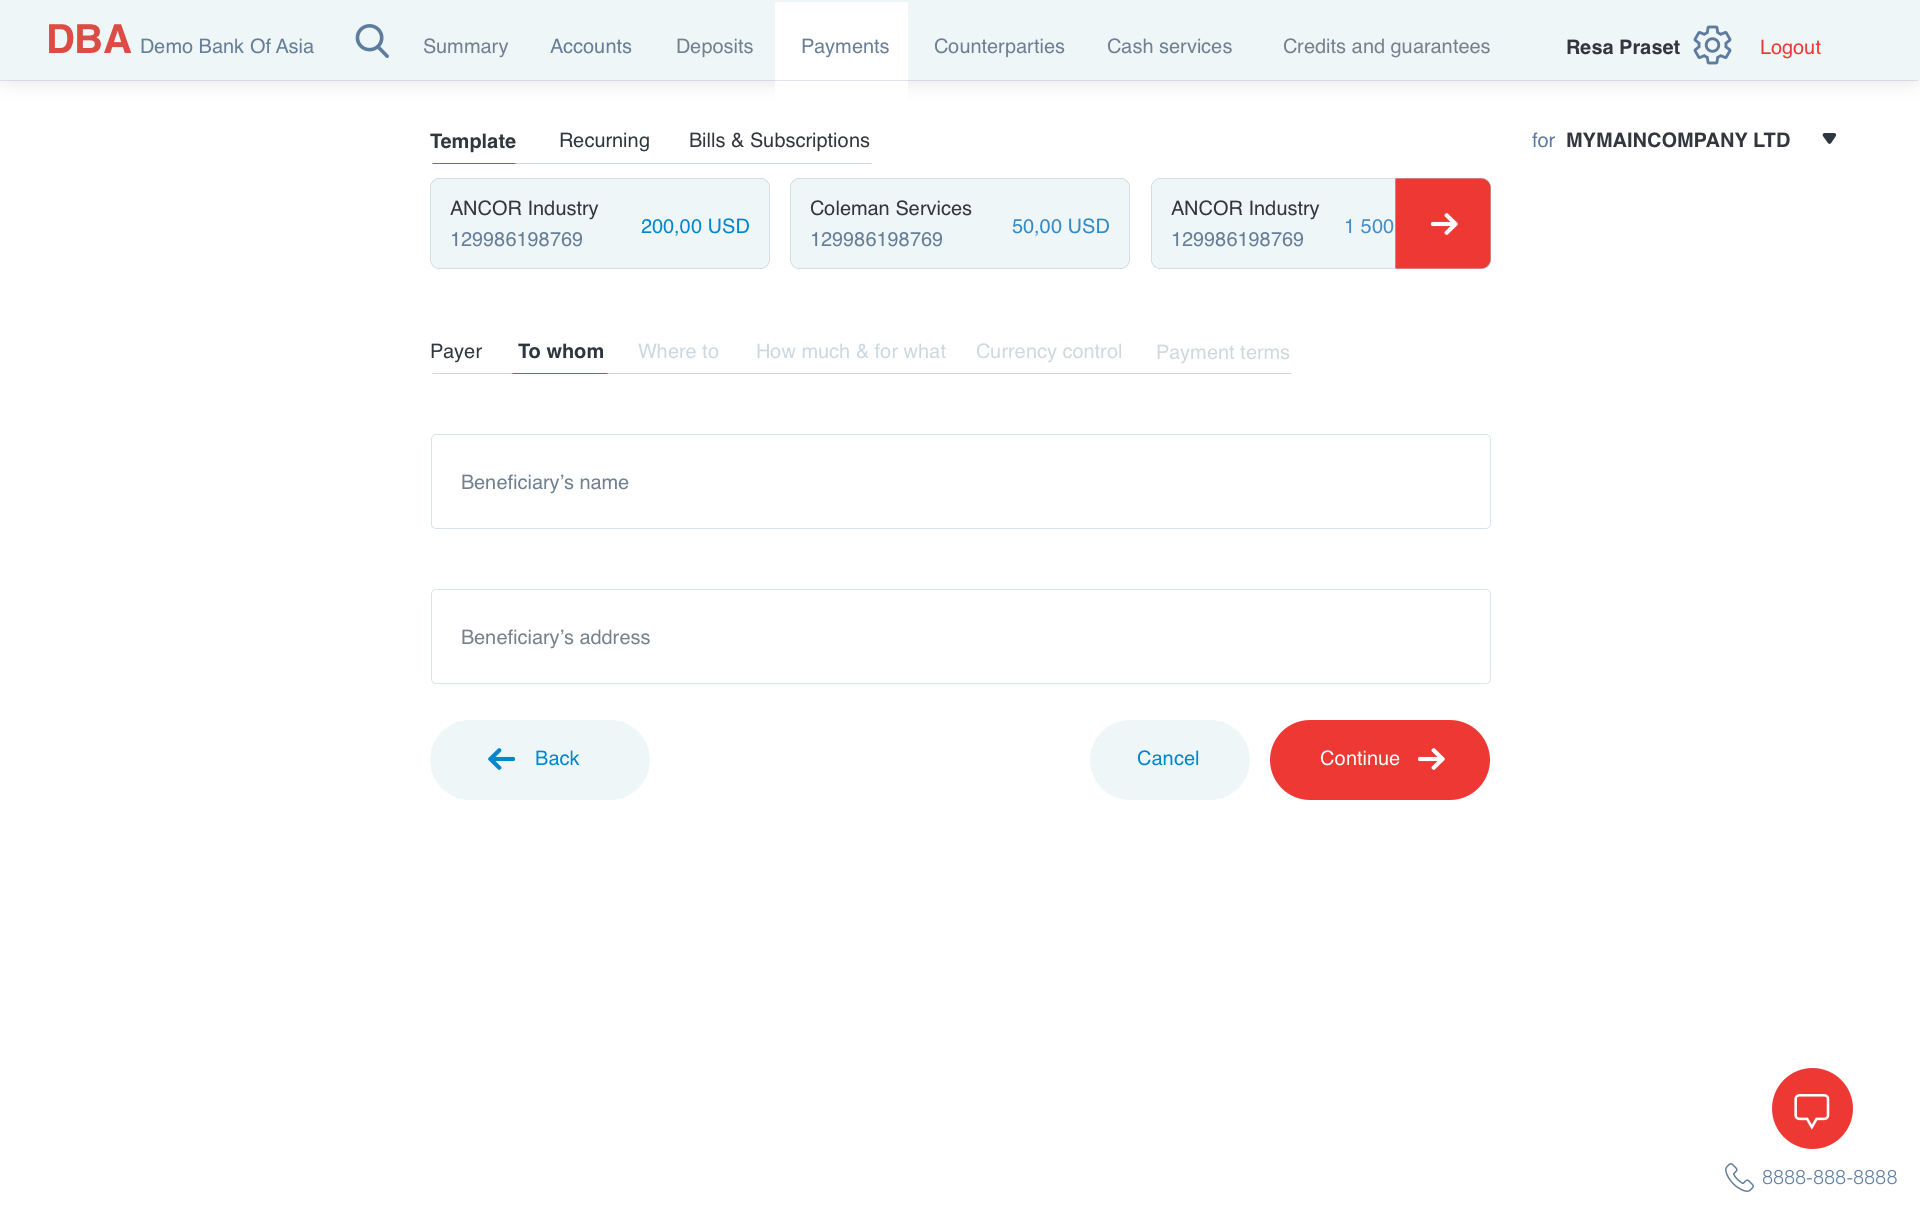 DBA Demo Bank Of Asia
Summary Accounts Deposits Payments Counterparties Cash services Credits and guarantees Resa Praset Logout
Template Recurring Bills & Subscriptions
for MYMAINCOMPANY LTD
ANCOR Industry
129986198769
200,00 USD
Coleman Services
129986198769
50,00 USD
ANCOR Industry
129986198769
1 500
Payer To whom Where to How much & for what Currency control Payment terms
Beneficiary’s name
Beneficiary’s address
Back Cancel Continue
8888-888-8888